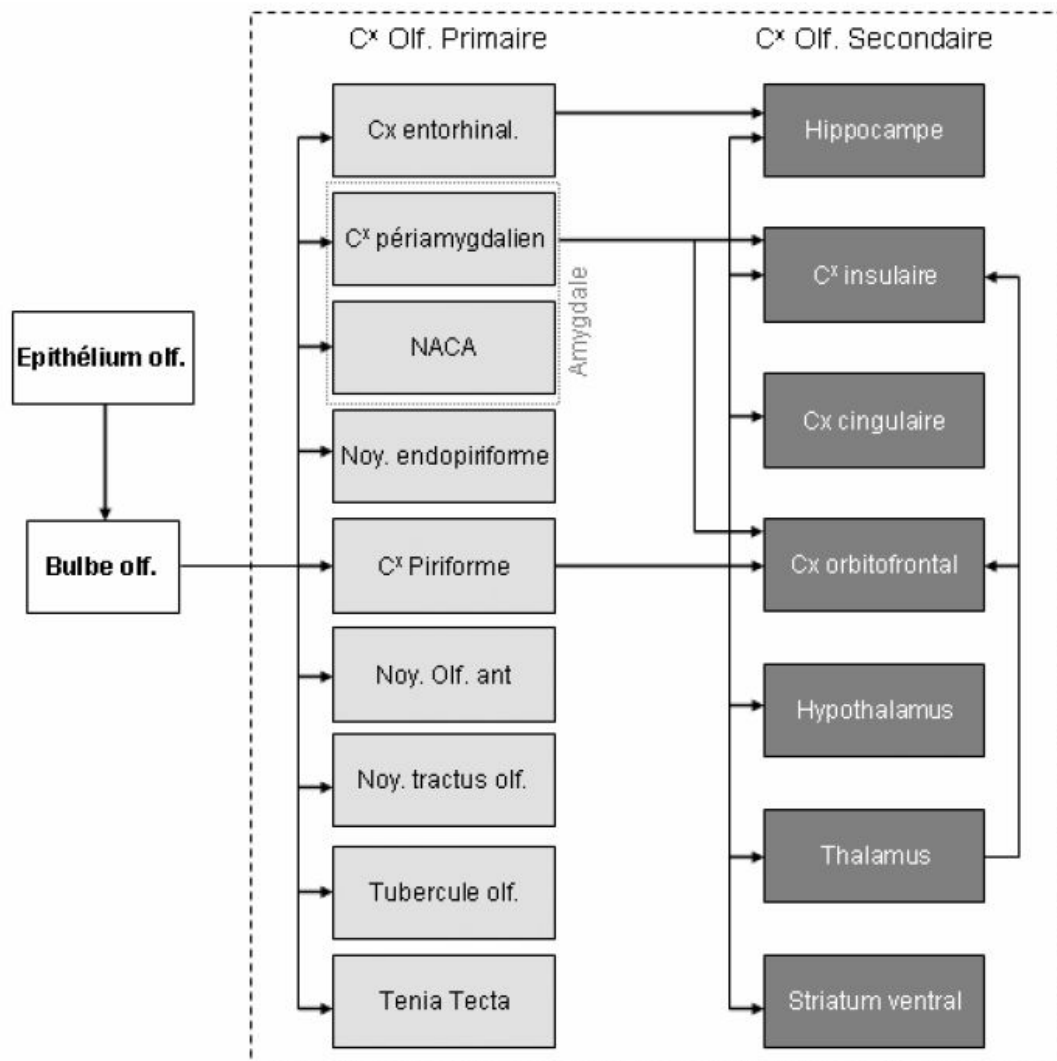 Cˣ Olf. Primaire
Cˣ Olf. Secondaire
Cx entorhinal.
Hippocampe
Cˣ périamygdalien
Cˣ insulaire
Amygdale
NACA
Epithélium olf.
Cx cingulaire
Noy. endopiriforme
Bulbe olf.
Cˣ Piriforme
Cx orbitofrontal
Noy. Olf. ant
Hypothalamus
Noy. tractus olf.
Thalamus
Tubercule olf.
Tenia Tecta
Striatum ventral